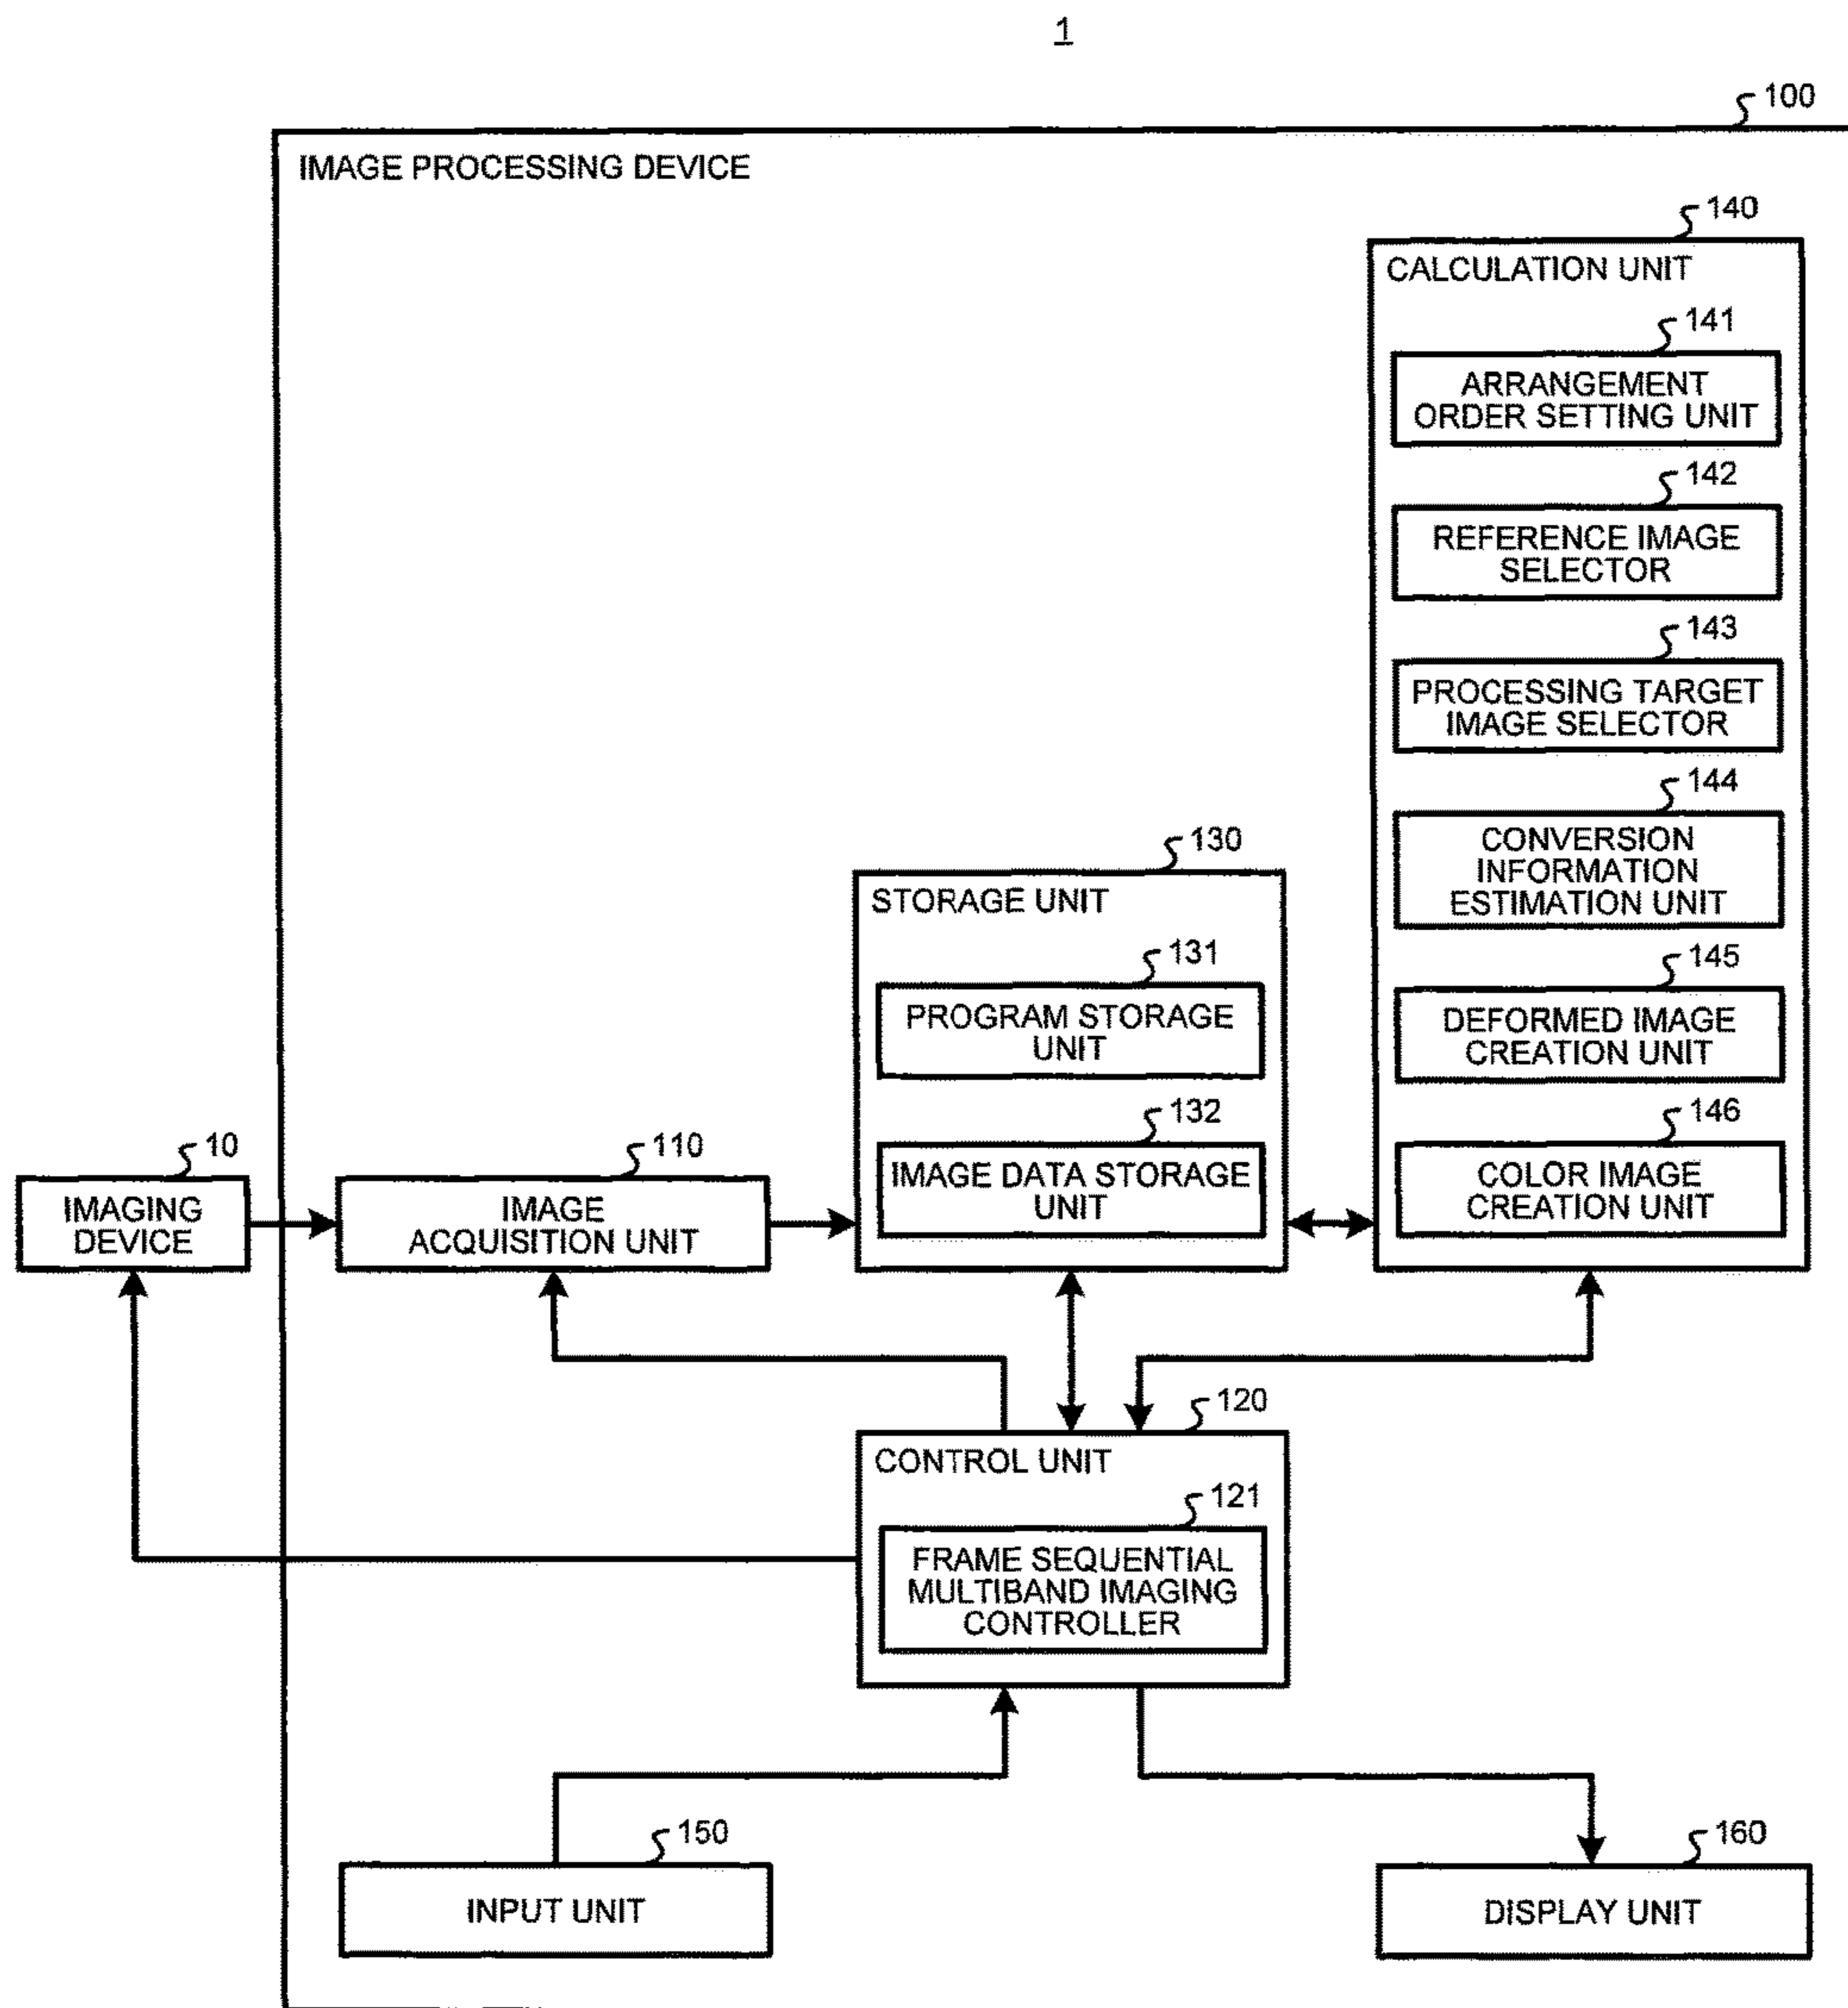 1
100
IMAGE PROCESSING DEVICE
140
CALCULATION UNIT
141
ARRANGEMENT
ORDER SETTING UNIT
142
REFERENCE IMAGE
SELECTOR
143
PROCESSING TARGET
IMAGE SELECTOR
144
CONVERSION
INFORMATION
ESTIMATION UNIT
145
DEFORMED IMAGE
CREATION UNIT
146
COLOR IMAGE
CREATION UNIT
130
STORAGE UNIT
131
PROGRAM STORAGE
UNIT
132
IMAGE DATA STORAGE
UNIT
10
IMAGING
DEVICE
110
IMAGE
ACQUISITION UNIT
120
CONTROL UNIT
121
FRAME SEQUENTIAL
MULTIBAND IMAGING
CONTROLLER
150
INPUT UNIT
160
DISPLAY UNIT